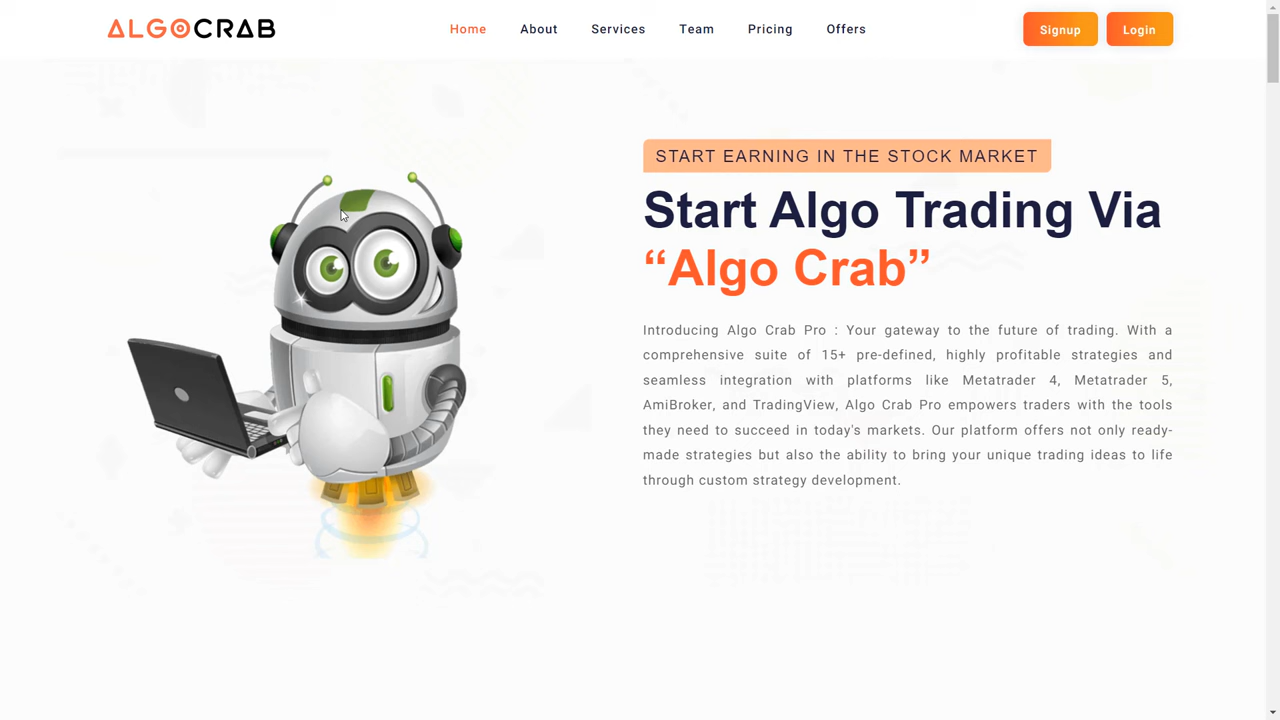 ALGOCRAB
Home About Services Team Pricing Offers
Signup Login
START EARNING IN THE STOCK MARKET
Start Algo Trading Via
“Algo Crab”
Introducing Algo Crab Pro : Your gateway to the future of trading. With a
comprehensive suite of 15+ pre-defined, highly profitable strategies and
seamless integration with platforms like Metatrader 4, Metatrader 5,
AmiBroker, and TradingView, Algo Crab Pro empowers traders with the tools
they need to succeed in today's markets. Our platform offers not only ready-
made strategies but also the ability to bring your unique trading ideas to life
through custom strategy development.